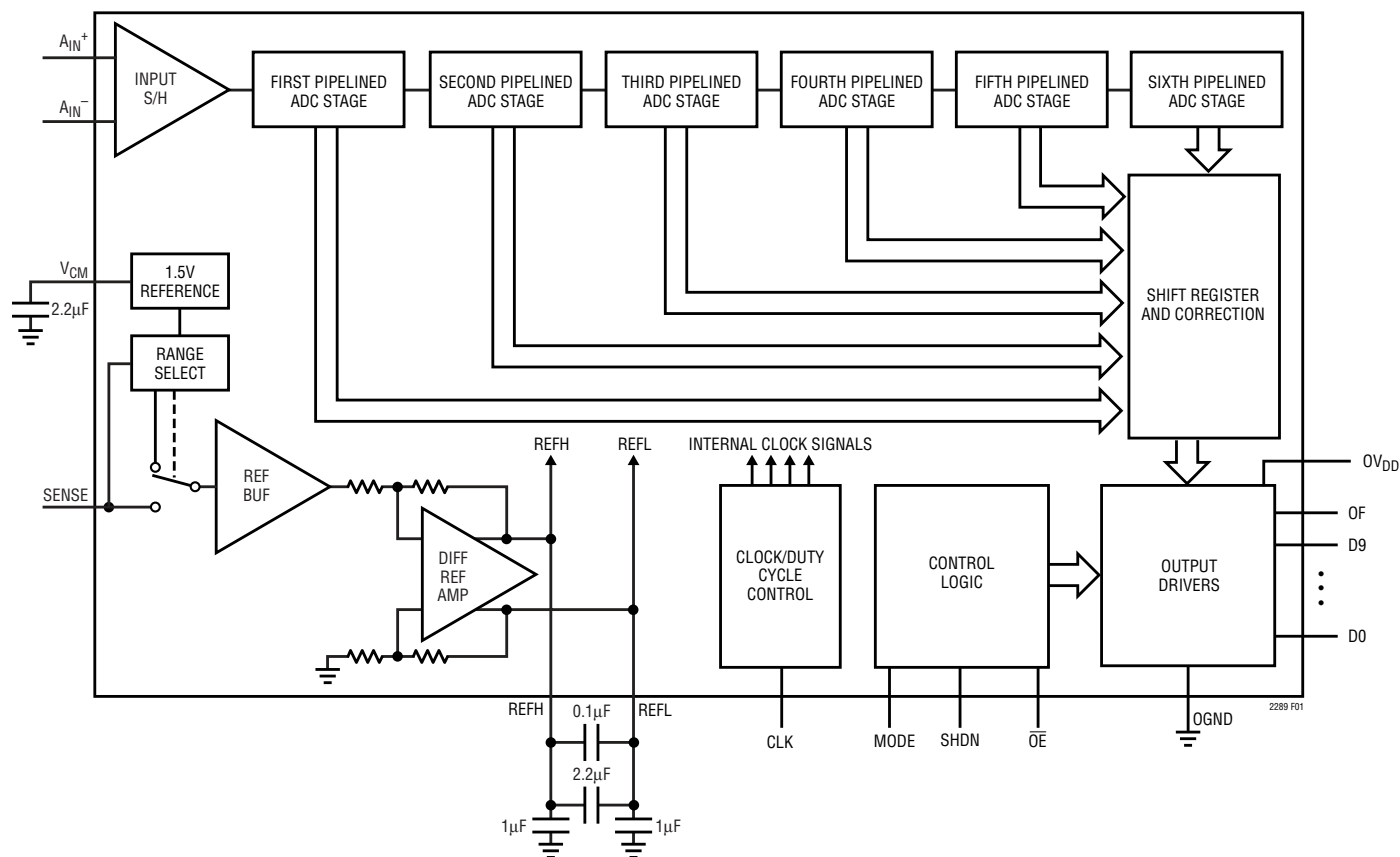 AIN+
AIN−
INPUT
S/H
FIRST PIPELINED
ADC STAGE
SECOND PIPELINED
ADC STAGE
THIRD PIPELINED
ADC STAGE
FOURTH PIPELINED
ADC STAGE
FIFTH PIPELINED
ADC STAGE
SIXTH PIPELINED
ADC STAGE
VCM
2.2µF
1.5V
REFERENCE
RANGE
SELECT
SHIFT REGISTER
AND CORRECTION
SENSE
REF
BUF
REFH
REFL
DIFF
REF
AMP
INTERNAL CLOCK SIGNALS
CLOCK/DUTY
CYCLE
CONTROL
CONTROL
LOGIC
OUTPUT
DRIVERS
OVDD
OF
D9
•
•
•
D0
REFH
0.1µF
REFL
2.2µF
1µF
1µF
CLK
MODE
SHDN
O̅E̅
OGND
2289 F01